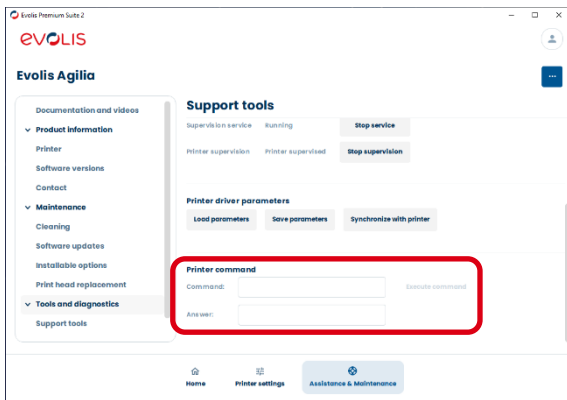 Evolis Premium Suite 2
evolis
Evolis Agilia
Documentation and videos
Product information
Printer
Software versions
Contact
Maintenance
Cleaning
Software updates
Installable options
Print head replacement
Tools and diagnostics
Support tools
Support tools
Supervision service Running Stop service
Printer supervision Printer supervised Stop supervision
Printer driver parameters
Load parameters Save parameters Synchronize with printer
Printer command
Command: Execute command
Answer:
Home Printer settings Assistance & Maintenance